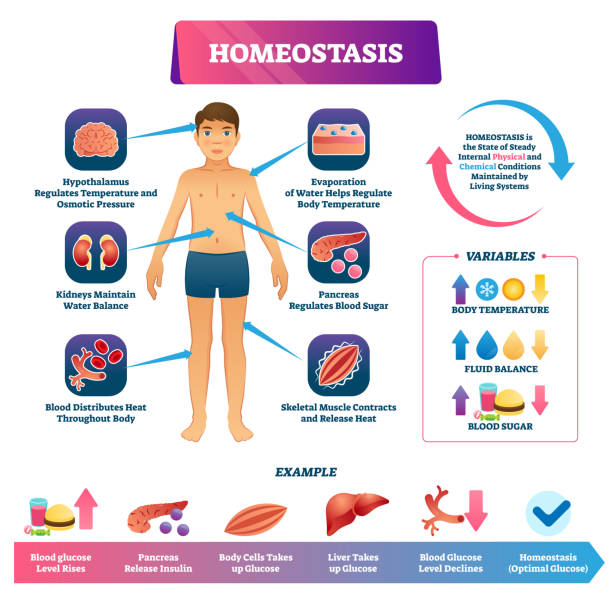 HOMEOSTASIS
Hypothalamus
Regulates Temperature and
Osmotic Pressure
Evaporation
of Water Helps Regulate
Body Temperature
HOMEOSTASIS is
the State of Steady
Internal Physical and
Chemical Conditions
Maintained by
Living Systems
Kidneys Maintain
Water Balance
Pancreas
Regulates Blood Sugar
Blood Distributes Heat
Throughout Body
Skeletal Muscle Contracts
and Release Heat
VARIABLES
BODY TEMPERATURE
FLUID BALANCE
BLOOD SUGAR
EXAMPLE
Blood glucose
Level Rises
Pancreas
Release Insulin
Body Cells Takes
up Glucose
Liver Takes
up Glucose
Blood Glucose
Level Declines
Homeostasis
(Optimal Glucose)